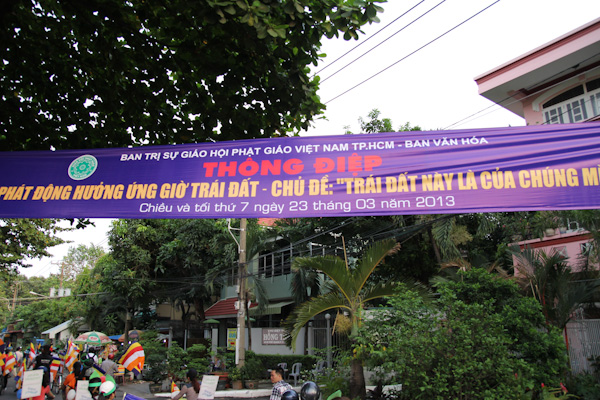 BAN TRỊ SỰ GIÁO HỘI PHẬT GIÁO VIỆT NAM TP.HCM - BAN VĂN HÓA
THÔNG ĐIỆP
PHÁT ĐỘNG HƯỞNG ỨNG GIỜ TRÁI ĐẤT - CHỦ ĐỀ: "TRÁI ĐẤT NÀY LÀ CỦA CHÚNG M
Chiều và tối thứ 7 ngày 23 tháng 03 năm 2013